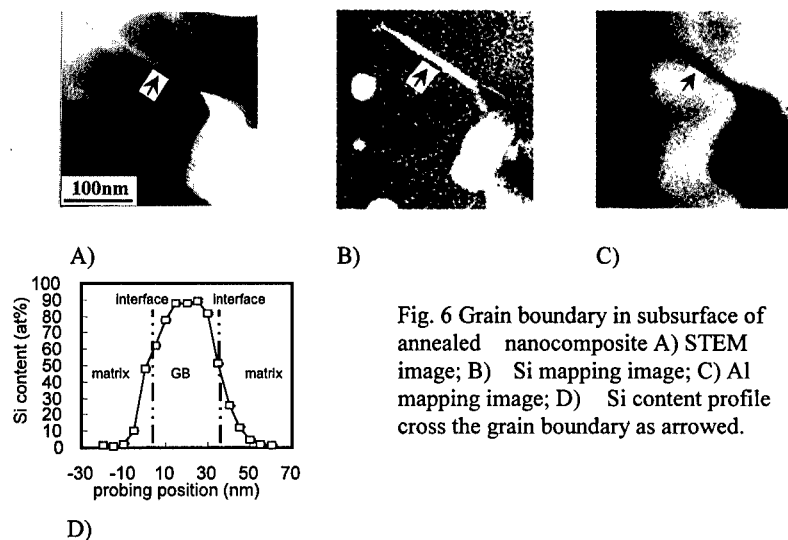 100nm
A)
B)
C)
100
90
80
70
60
50
40
30
20
10
0
Si content (at%)
interface
interface
matrix
GB
matrix
-30
-10
10
30
50
70
probing position (nm)
D)
Fig. 6 Grain boundary in subsurface of
annealed nanocomposite A) STEM
image; B) Si mapping image; C) Al
mapping image; D) Si content profile
cross the grain boundary as arrowed.